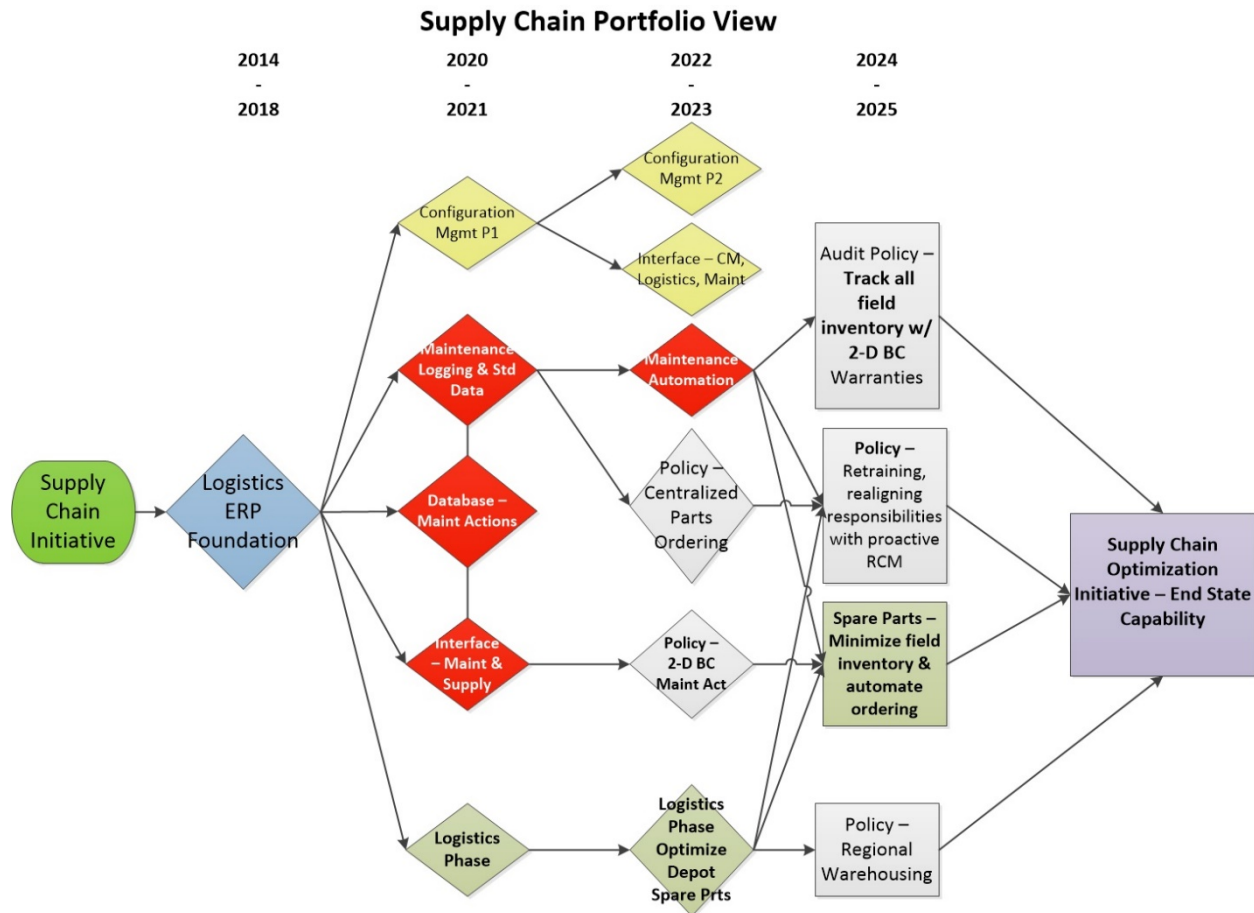 Supply Chain Portfolio View
2014
-
2018
2020
-
2021
2022
-
2023
2024
-
2025
Supply
Chain
Initiative
Logistics
ERP
Foundation
Configuration
Mgmt P1
Maintenance
Logging & Std
Data
Database –
Maint Actions
Interface
– Maint &
Supply
Logistics
Phase
Configuration
Mgmt P2
Interface – CM,
Logistics, Maint
Maintenance
Automation
Policy –
Centralized
Parts
Ordering
Policy –
2-D BC
Maint Act
Logistics
Phase
Optimize
Depot
Spare Prts
Audit Policy –
Track all
field
inventory w/
2-D BC
Warranties
Policy –
Retraining,
realigning
responsibilities
with proactive
RCM
Spare Parts –
Minimize field
inventory &
automate
ordering
Policy –
Regional
Warehousing
Supply Chain
Optimization
Initiative – End State
Capability